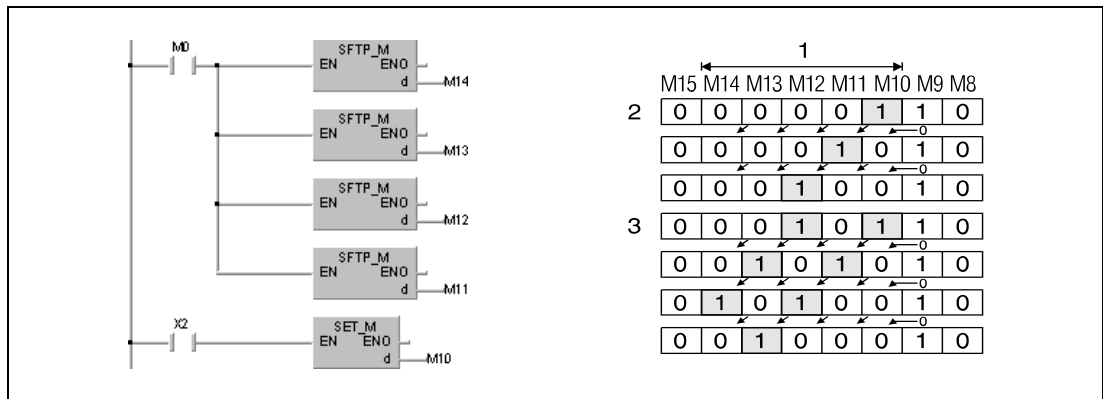 M0
SFTP_M
EN ENO
d M14
SFTP_M
EN ENO
d M13
SFTP_M
EN ENO
d M12
SFTP_M
EN ENO
d M11
X2
SET_M
EN ENO
d M10
1
M15 M14 M13 M12 M11 M10 M9 M8
2 0 0 0 0 0 1 1 0
0
0 0 0 0 1 0 1 0
0
0 0 0 1 0 0 1 0
3 0 0 0 1 0 1 1 0
0
0 0 1 0 1 0 1 0
0
0 1 0 1 0 0 1 0
0
0 0 1 0 0 0 1 0